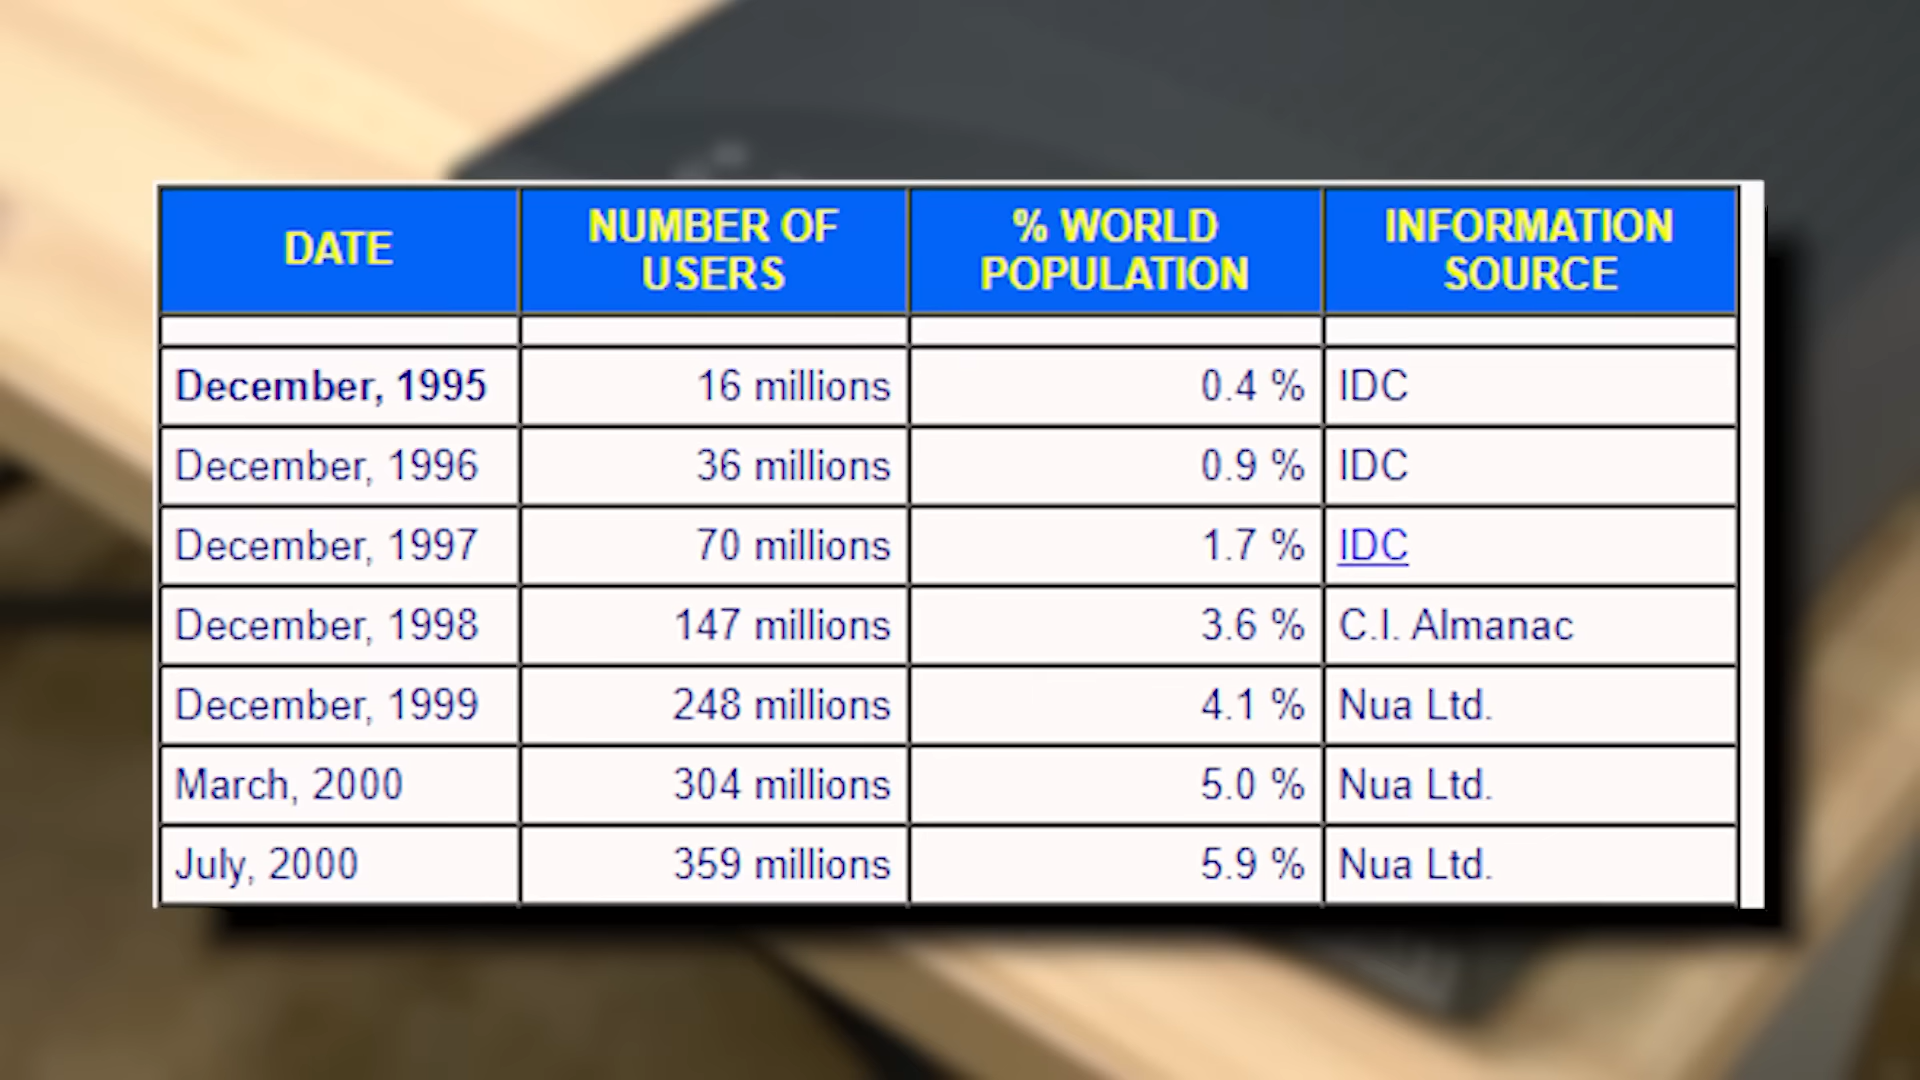 DATE NUMBER OF USERS % WORLD POPULATION INFORMATION SOURCE
December, 1995 16 millions 0.4 % IDC
December, 1996 36 millions 0.9 % IDC
December, 1997 70 millions 1.7 % IDC
December, 1998 147 millions 3.6 % C.I. Almanac
December, 1999 248 millions 4.1 % Nua Ltd.
March, 2000 304 millions 5.0 % Nua Ltd.
July, 2000 359 millions 5.9 % Nua Ltd.